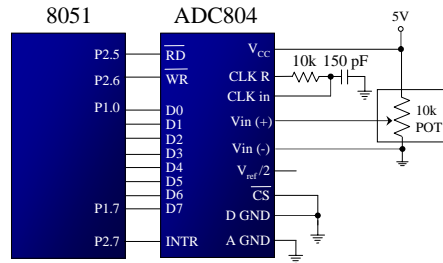 8051
ADC804
5V
P2.5
RD
V_CC
10k
150 pF
P2.6
WR
CLK R
P1.0
D0
CLK in
D1
10k
D2
Vin (+)
POT
D3
D4
Vin (-)
D5
V_ref/2
D6
CS
P1.7
D7
D GND
P2.7
INTR
A GND